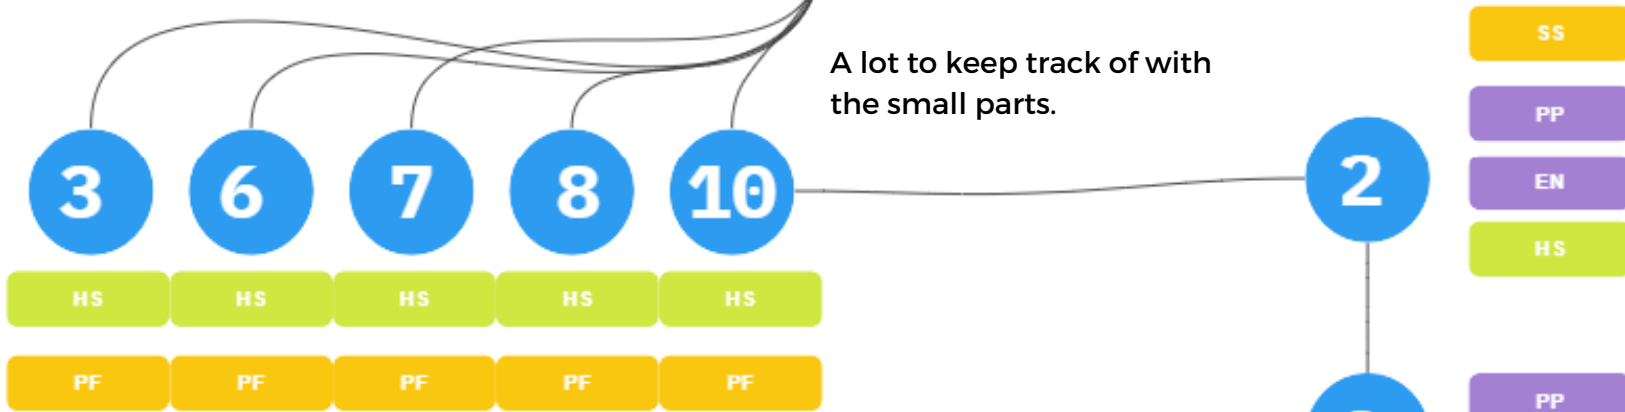 A lot to keep track of with
the small parts.
SS
PP
EN
HS
3 6 7 8 10 2
HS HS HS HS HS
PF PF PF PF PF
PP